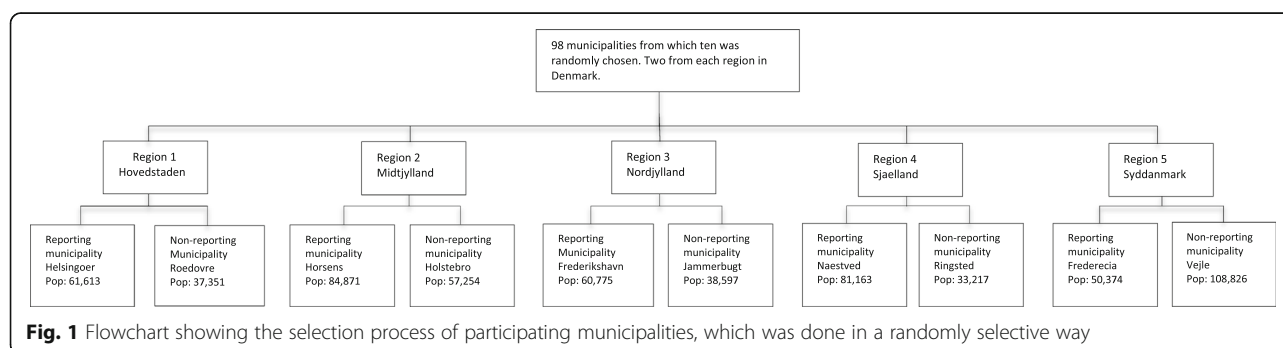 98 municipalities from which ten was
randomly chosen. Two from each region in
Denmark.
Region 1
Hovedstaden
Region 2
Midtjylland
Region 3
Nordjylland
Region 4
Sjaelland
Region 5
Syddanmark
Reporting
municipality
Helsingoer
Pop: 61,613
Non-reporting
Municipality
Roedovre
Pop: 37,351
Reporting
municipality
Horsens
Pop: 84,871
Non-reporting
municipality
Holstebro
Pop: 57,254
Reporting
Municipality
Frederikshavn
Pop: 60,775
Non-reporting
municipality
Jammerbugt
Pop: 38,597
Reporting
municipality
Naestved
Pop: 81,163
Non-reporting
municipality
Ringsted
Pop: 33,217
Reporting
municipality
Frederecia
Pop: 50,374
Non-reporting
municipality
Vejle
Pop: 108,826
Fig. 1 Flowchart showing the selection process of participating municipalities, which was done in a randomly selective way